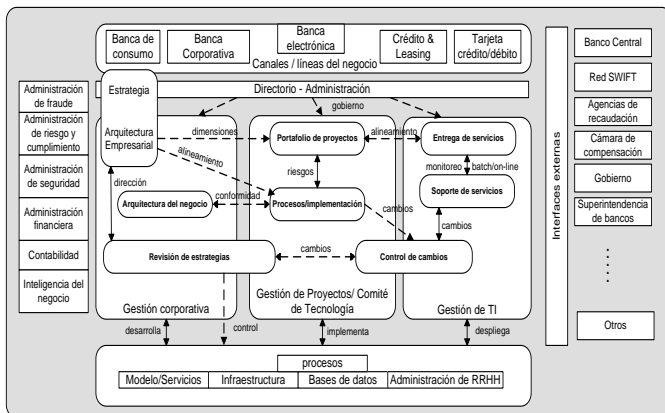 Banca de
consumo
Banca
Corporativa
Banca
electrónica
Crédito &
Leasing
Tarjeta
crédito/débito
Canales / líneas del negocio
Directorio - Administración
gobierno
Administración
de fraude
Administración
de riesgo y
cumplimiento
Administración
de seguridad
Administración
financiera
Contabilidad
Inteligencia del
negocio
Estrategia
Arquitectura
Empresarial
dimensiones
alineamiento
dirección
Arquitectura del negocio
conformidad
Portafolio de proyectos
alineamiento
Entrega de servicios
riesgos
monitoreo
batch/on-line
Soporte de servicios
Procesos/implementación
cambios
cambios
Revisión de estrategias
cambios
Control de cambios
Gestión corporativa
Gestión de Proyectos/ Comité
de Tecnología
Gestión de TI
desarrolla
control
implementa
despliega
procesos
Modelo/Servicios
Infraestructura
Bases de datos
Administración de RRHH
Interfaces externas
Banco Central
Red SWIFT
Agencias de
recaudación
Cámara de
compensación
Gobierno
Superintendencia
de bancos
Otros